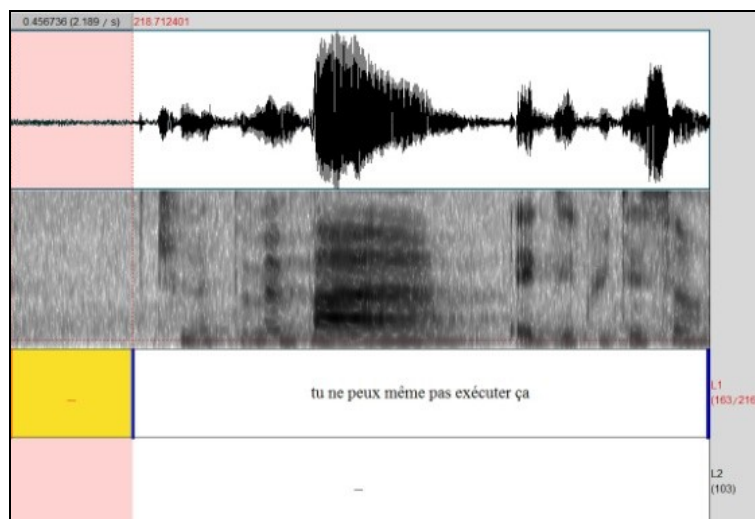 0.456736 (2.189 / s) 218.712401
_ tu ne peux même pas exécuter ça L1
(163/216
_ L2
(103)